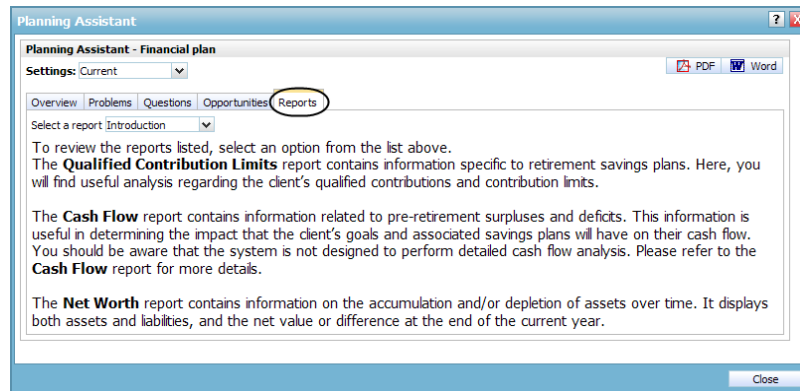 Planning Assistant
? X
Planning Assistant - Financial plan
Settings: Current
PDF Word
Overview Problems Questions Opportunities Reports
Select a report Introduction
To review the reports listed, select an option from the list above.
The Qualified Contribution Limits report contains information specific to retirement savings plans. Here, you
will find useful analysis regarding the client's qualified contributions and contribution limits.
The Cash Flow report contains information related to pre-retirement surpluses and deficits. This information is
useful in determining the impact that the client's goals and associated savings plans will have on their cash flow.
You should be aware that the system is not designed to perform detailed cash flow analysis. Please refer to the
Cash Flow report for more details.
The Net Worth report contains information on the accumulation and/or depletion of assets over time. It displays
both assets and liabilities, and the net value or difference at the end of the current year.
Close